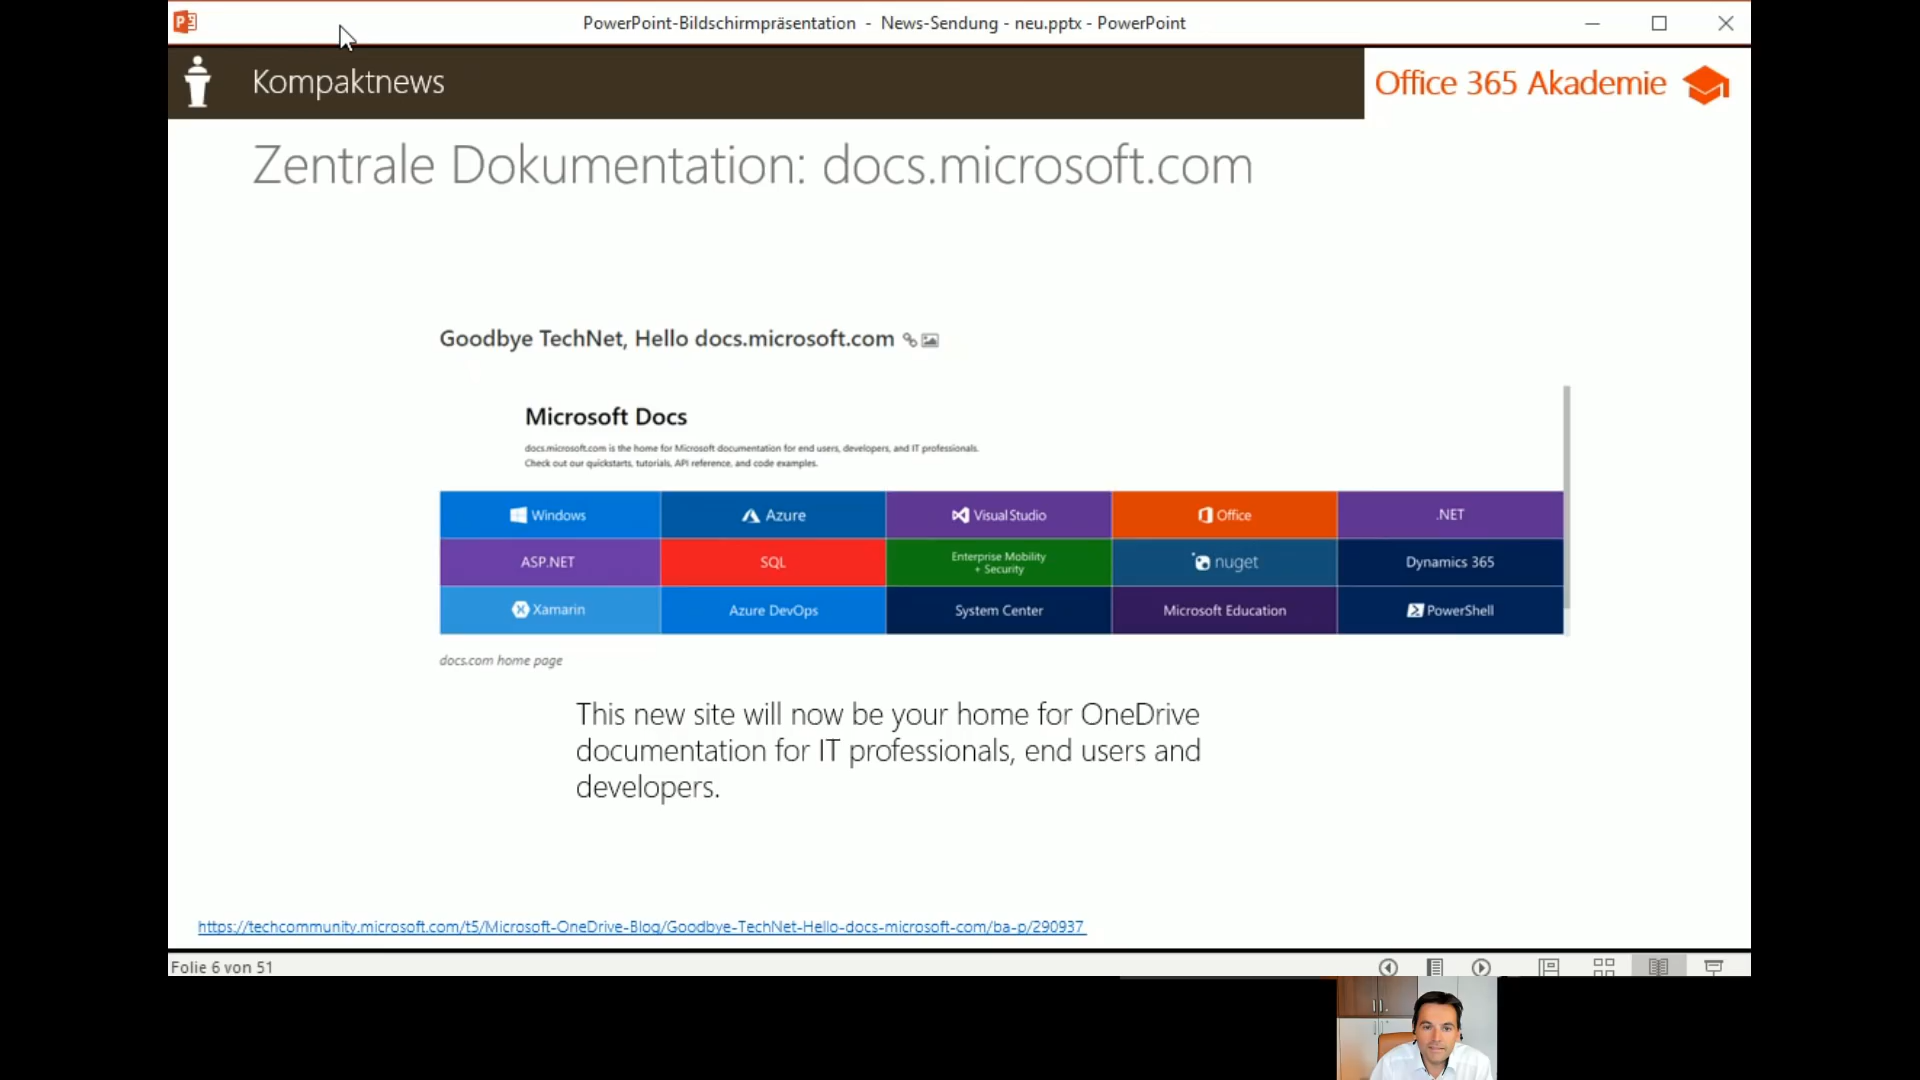 PowerPoint-Bildschirmpräsentation - News-Sendung - neu.pptx - PowerPoint
Kompaktnews
Office 365 Akademie
Zentrale Dokumentation: docs.microsoft.com
Goodbye TechNet, Hello docs.microsoft.com
Microsoft Docs
docs.microsoft.com is the home for Microsoft documentation for end users, developers, and IT professionals.
Check out our quickstarts, tutorials, API reference, and code examples.
Windows Azure Visual Studio Office .NET
ASP.NET SQL Enterprise Mobility + Security nuget Dynamics 365
Xamarin Azure DevOps System Center Microsoft Education PowerShell
docs.com home page
This new site will now be your home for OneDrive
documentation for IT professionals, end users and
developers.
https://techcommunity.microsoft.com/t5/Microsoft-OneDrive-Blog/Goodbye-TechNet-Hello-docs-microsoft-com/ba-p/290937
Folie 6 von 51